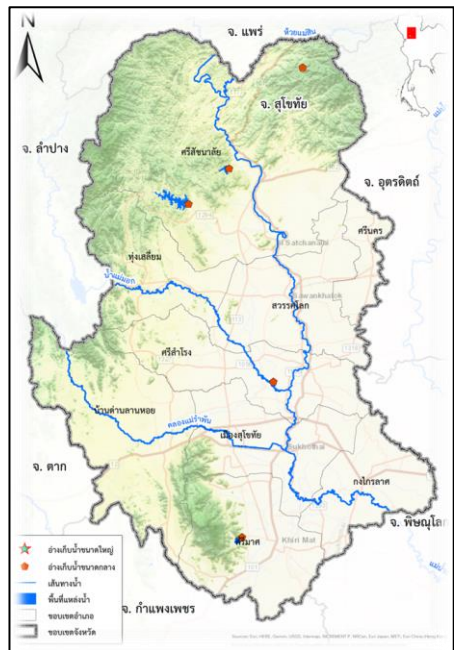 N
จ. แพร่
ห้วยแม่สิน
จ. สุโขทัย
จ. ลำปาง
ศรีสัชนาลัย
จ. อุตรดิตถ์
ศรีนคร
ทุ่งเสลี่ยม
น้ำแม่มอก
สวรรคโลก
ศรีสำโรง
บ้านด่านลานหอย
คลองแม่รำพัน
เมืองสุโขทัย
Sukhothai
กงไกรลาศ
จ. ตาก
จ. พิษณุโล
คีรีมาศ
Khiri Mat
จ. กำแพงเพชร
อ่างเก็บน้ำขนาดใหญ่
อ่างเก็บน้ำขนาดกลาง
เส้นทางน้ำ
พื้นที่แหล่งน้ำ
ขอบเขตอำเภอ
ขอบเขตจังหวัด